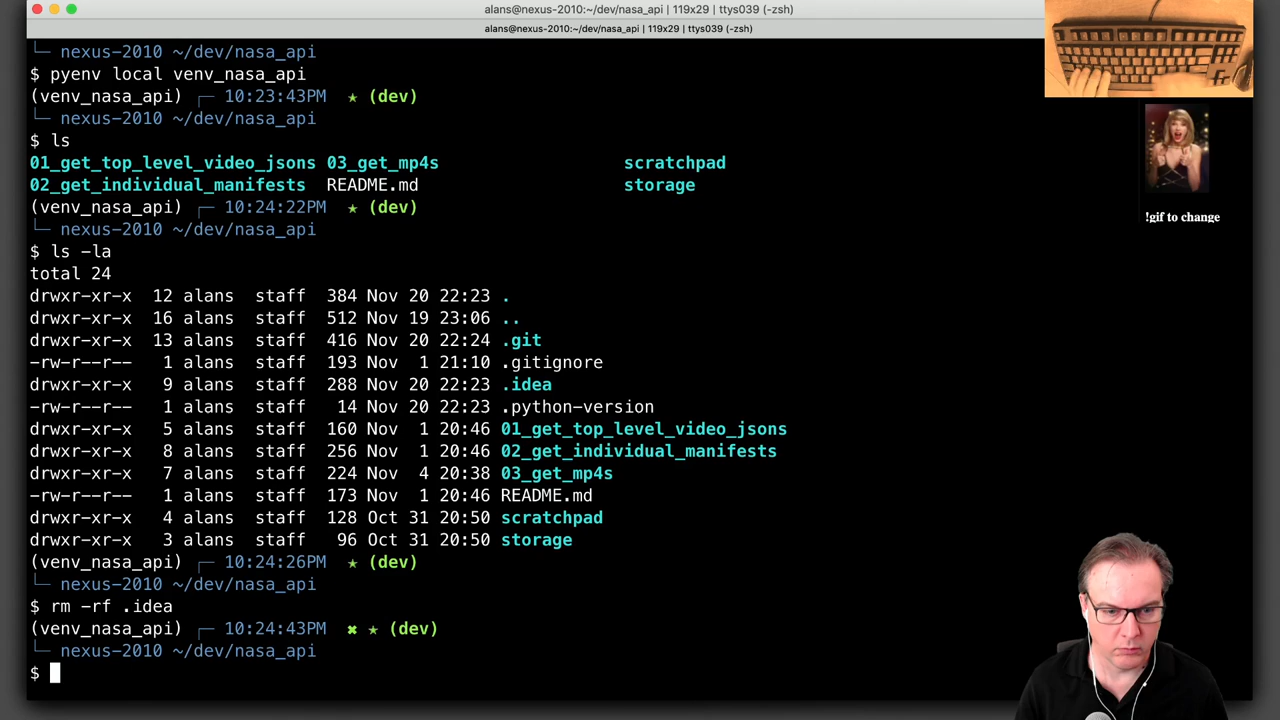 alans@nexus-2010:~/dev/nasa_api | 119x29 | ttys039 (-zsh)
alans@nexus-2010:~/dev/nasa_api | 119x29 | ttys039 (-zsh)
└─ nexus-2010 ~/dev/nasa_api
$ pyenv local venv_nasa_api
(venv_nasa_api) ┌─ 10:23:43PM ★ (dev)
└─ nexus-2010 ~/dev/nasa_api
$ ls
01_get_top_level_video_jsons 03_get_mp4s scratchpad
02_get_individual_manifests README.md storage
(venv_nasa_api) ┌─ 10:24:22PM ★ (dev)
└─ nexus-2010 ~/dev/nasa_api
$ ls -la
total 24
drwxr-xr-x 12 alans staff 384 Nov 20 22:23 .
drwxr-xr-x 16 alans staff 512 Nov 19 23:06 ..
drwxr-xr-x 13 alans staff 416 Nov 20 22:24 .git
-rw-r--r-- 1 alans staff 193 Nov 1 21:10 .gitignore
drwxr-xr-x 9 alans staff 288 Nov 20 22:23 .idea
-rw-r--r-- 1 alans staff 14 Nov 20 22:23 .python-version
drwxr-xr-x 5 alans staff 160 Nov 1 20:46 01_get_top_level_video_jsons
drwxr-xr-x 8 alans staff 256 Nov 1 20:46 02_get_individual_manifests
drwxr-xr-x 7 alans staff 224 Nov 4 20:38 03_get_mp4s
-rw-r--r-- 1 alans staff 173 Nov 1 20:46 README.md
drwxr-xr-x 4 alans staff 128 Oct 31 20:50 scratchpad
drwxr-xr-x 3 alans staff 96 Oct 31 20:50 storage
(venv_nasa_api) ┌─ 10:24:26PM ★ (dev)
└─ nexus-2010 ~/dev/nasa_api
$ rm -rf .idea
(venv_nasa_api) ┌─ 10:24:43PM ✖ ★ (dev)
└─ nexus-2010 ~/dev/nasa_api
$
!gif to change